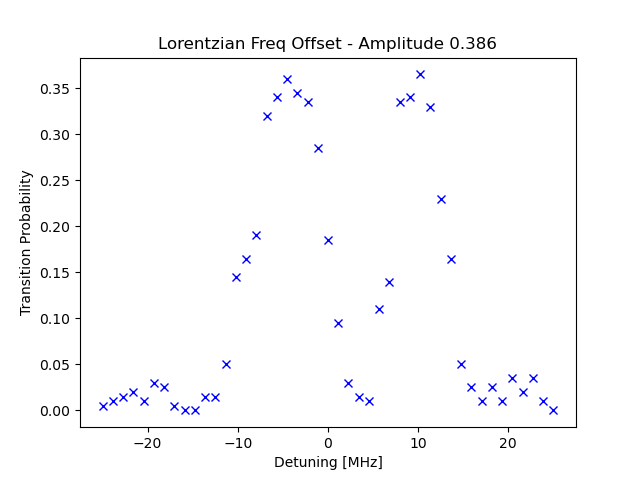 Lorentzian Freq Offset - Amplitude 0.386
Transition Probability
0.35
0.30
0.25
0.20
0.15
0.10
0.05
0.00
−20 −10 0 10 20
Detuning [MHz]